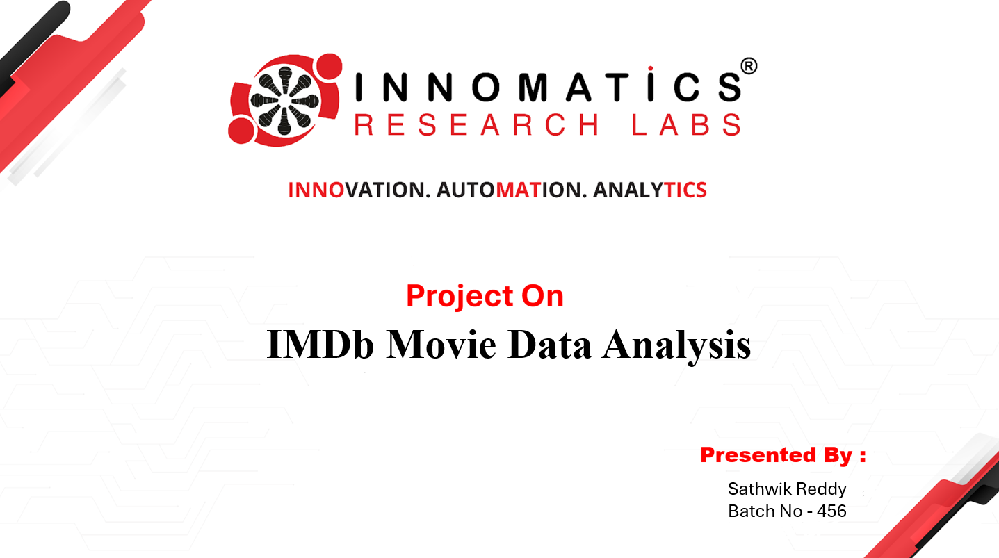 INNOMATICS®
RESEARCH LABS
INNOVATION. AUTOMATION. ANALYTICS
Project On
IMDb Movie Data Analysis
Presented By :
Sathwik Reddy
Batch No - 456